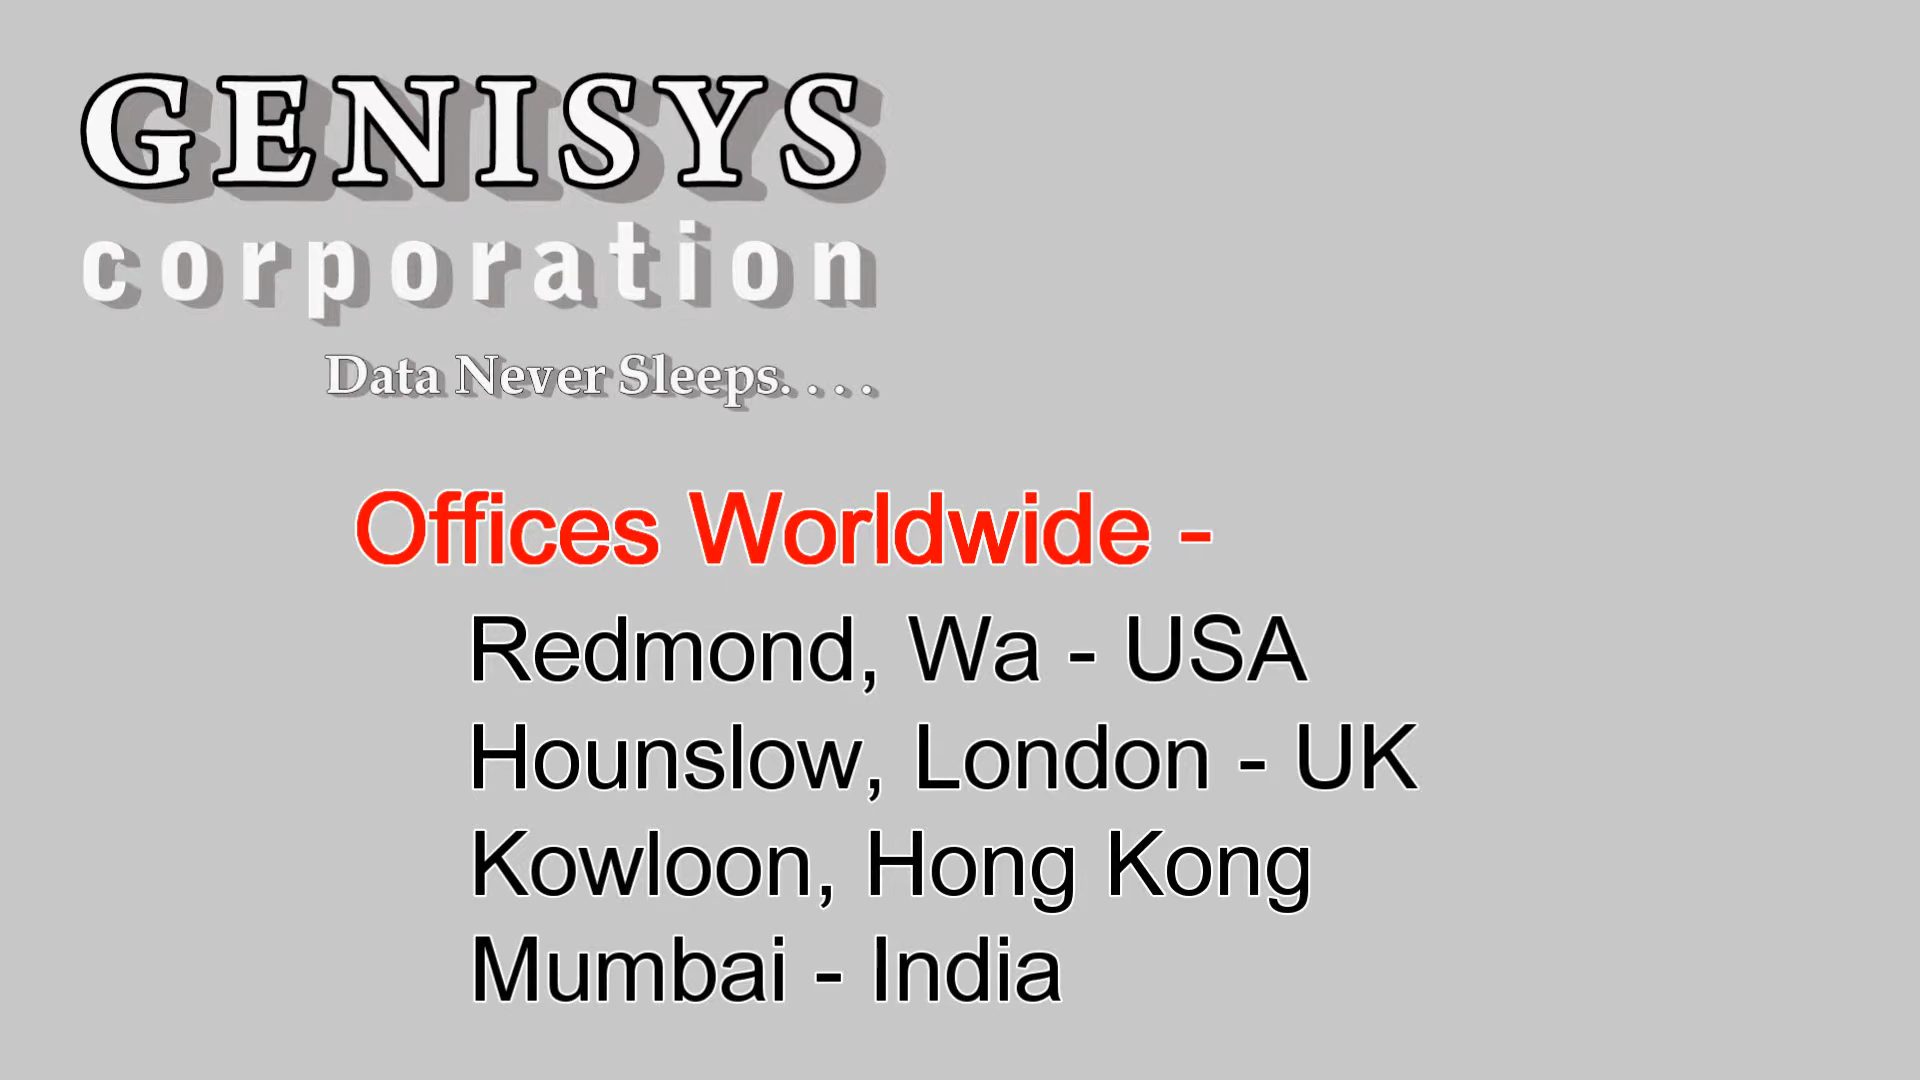 GENISYS
corporation
Data Never Sleeps. . . .
Offices Worldwide -
Redmond, Wa - USA
Hounslow, London - UK
Kowloon, Hong Kong
Mumbai - India